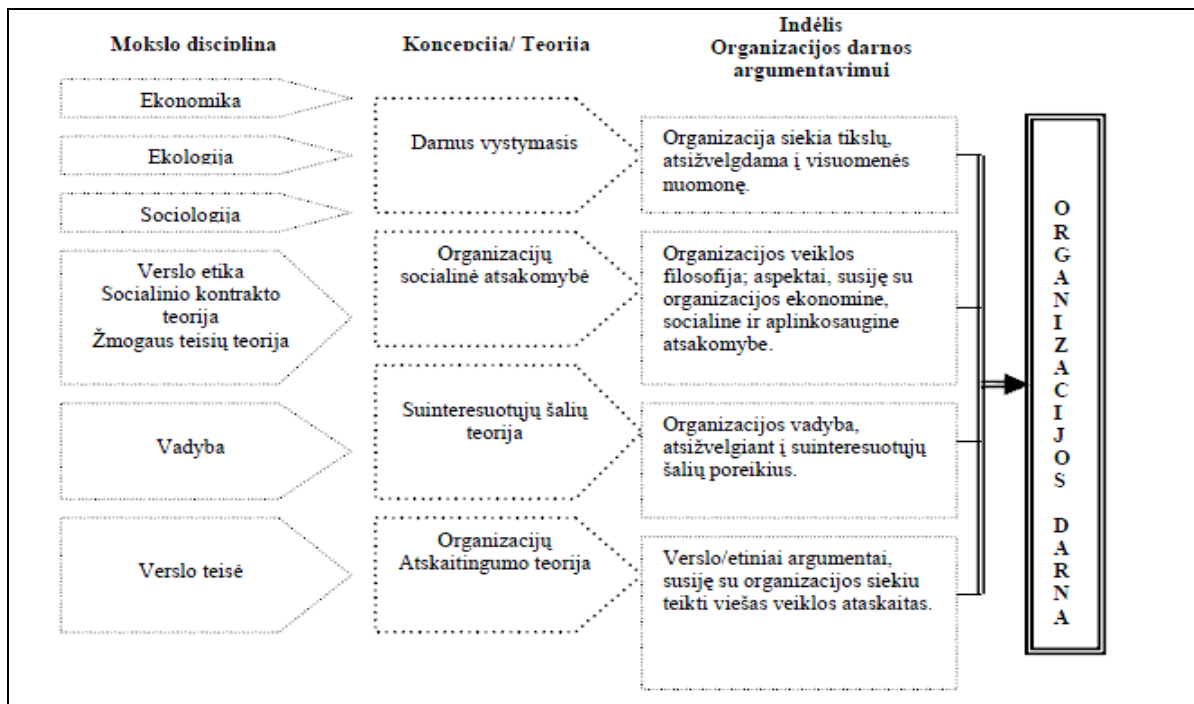 Mokslo disciplina
Koncepcija/ Teorija
Indėlis
Organizacijos darnos
argumentavimui
Ekonomika
Ekologija
Sociologija
Verslo etika
Socialinio kontrakto
teorija
Žmogaus teisių teorija
Vadyba
Verslo teisė
Darnus vystymasis
Organizacijų
socialinė atsakomybė
Suinteresuotųjų šalių
teorija
Organizacijų
Atskaitingumo teorija
Organizacija siekia tikslų,
atsižvelgdama į visuomenės
nuomonę.
Organizacijos veiklos
filosofija; aspektai, susiję su
organizacijos ekonomine,
socialine ir aplinkosaugine
atsakomybe.
Organizacijos vadyba,
atsižvelgiant į suinteresuotųjų
šalių poreikius.
Verslo/etiniai argumentai,
susiję su organizacijos siekiu
teikti viešas veiklos ataskaitas.
ORGANIZACIJOS DARNA